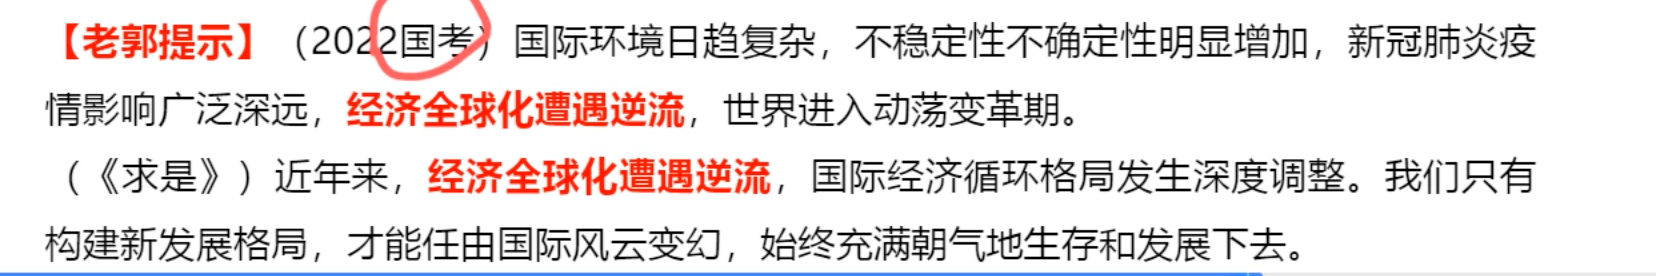 【老郭提示】（2022国考）国际环境日趋复杂，不稳定性不确定性明显增加，新冠肺炎疫
情影响广泛深远，经济全球化遭遇逆流，世界进入动荡变革期。
（《求是》）近年来，经济全球化遭遇逆流，国际经济循环格局发生深度调整。我们只有
构建新发展格局，才能任由国际风云变幻，始终充满朝气地生存和发展下去。